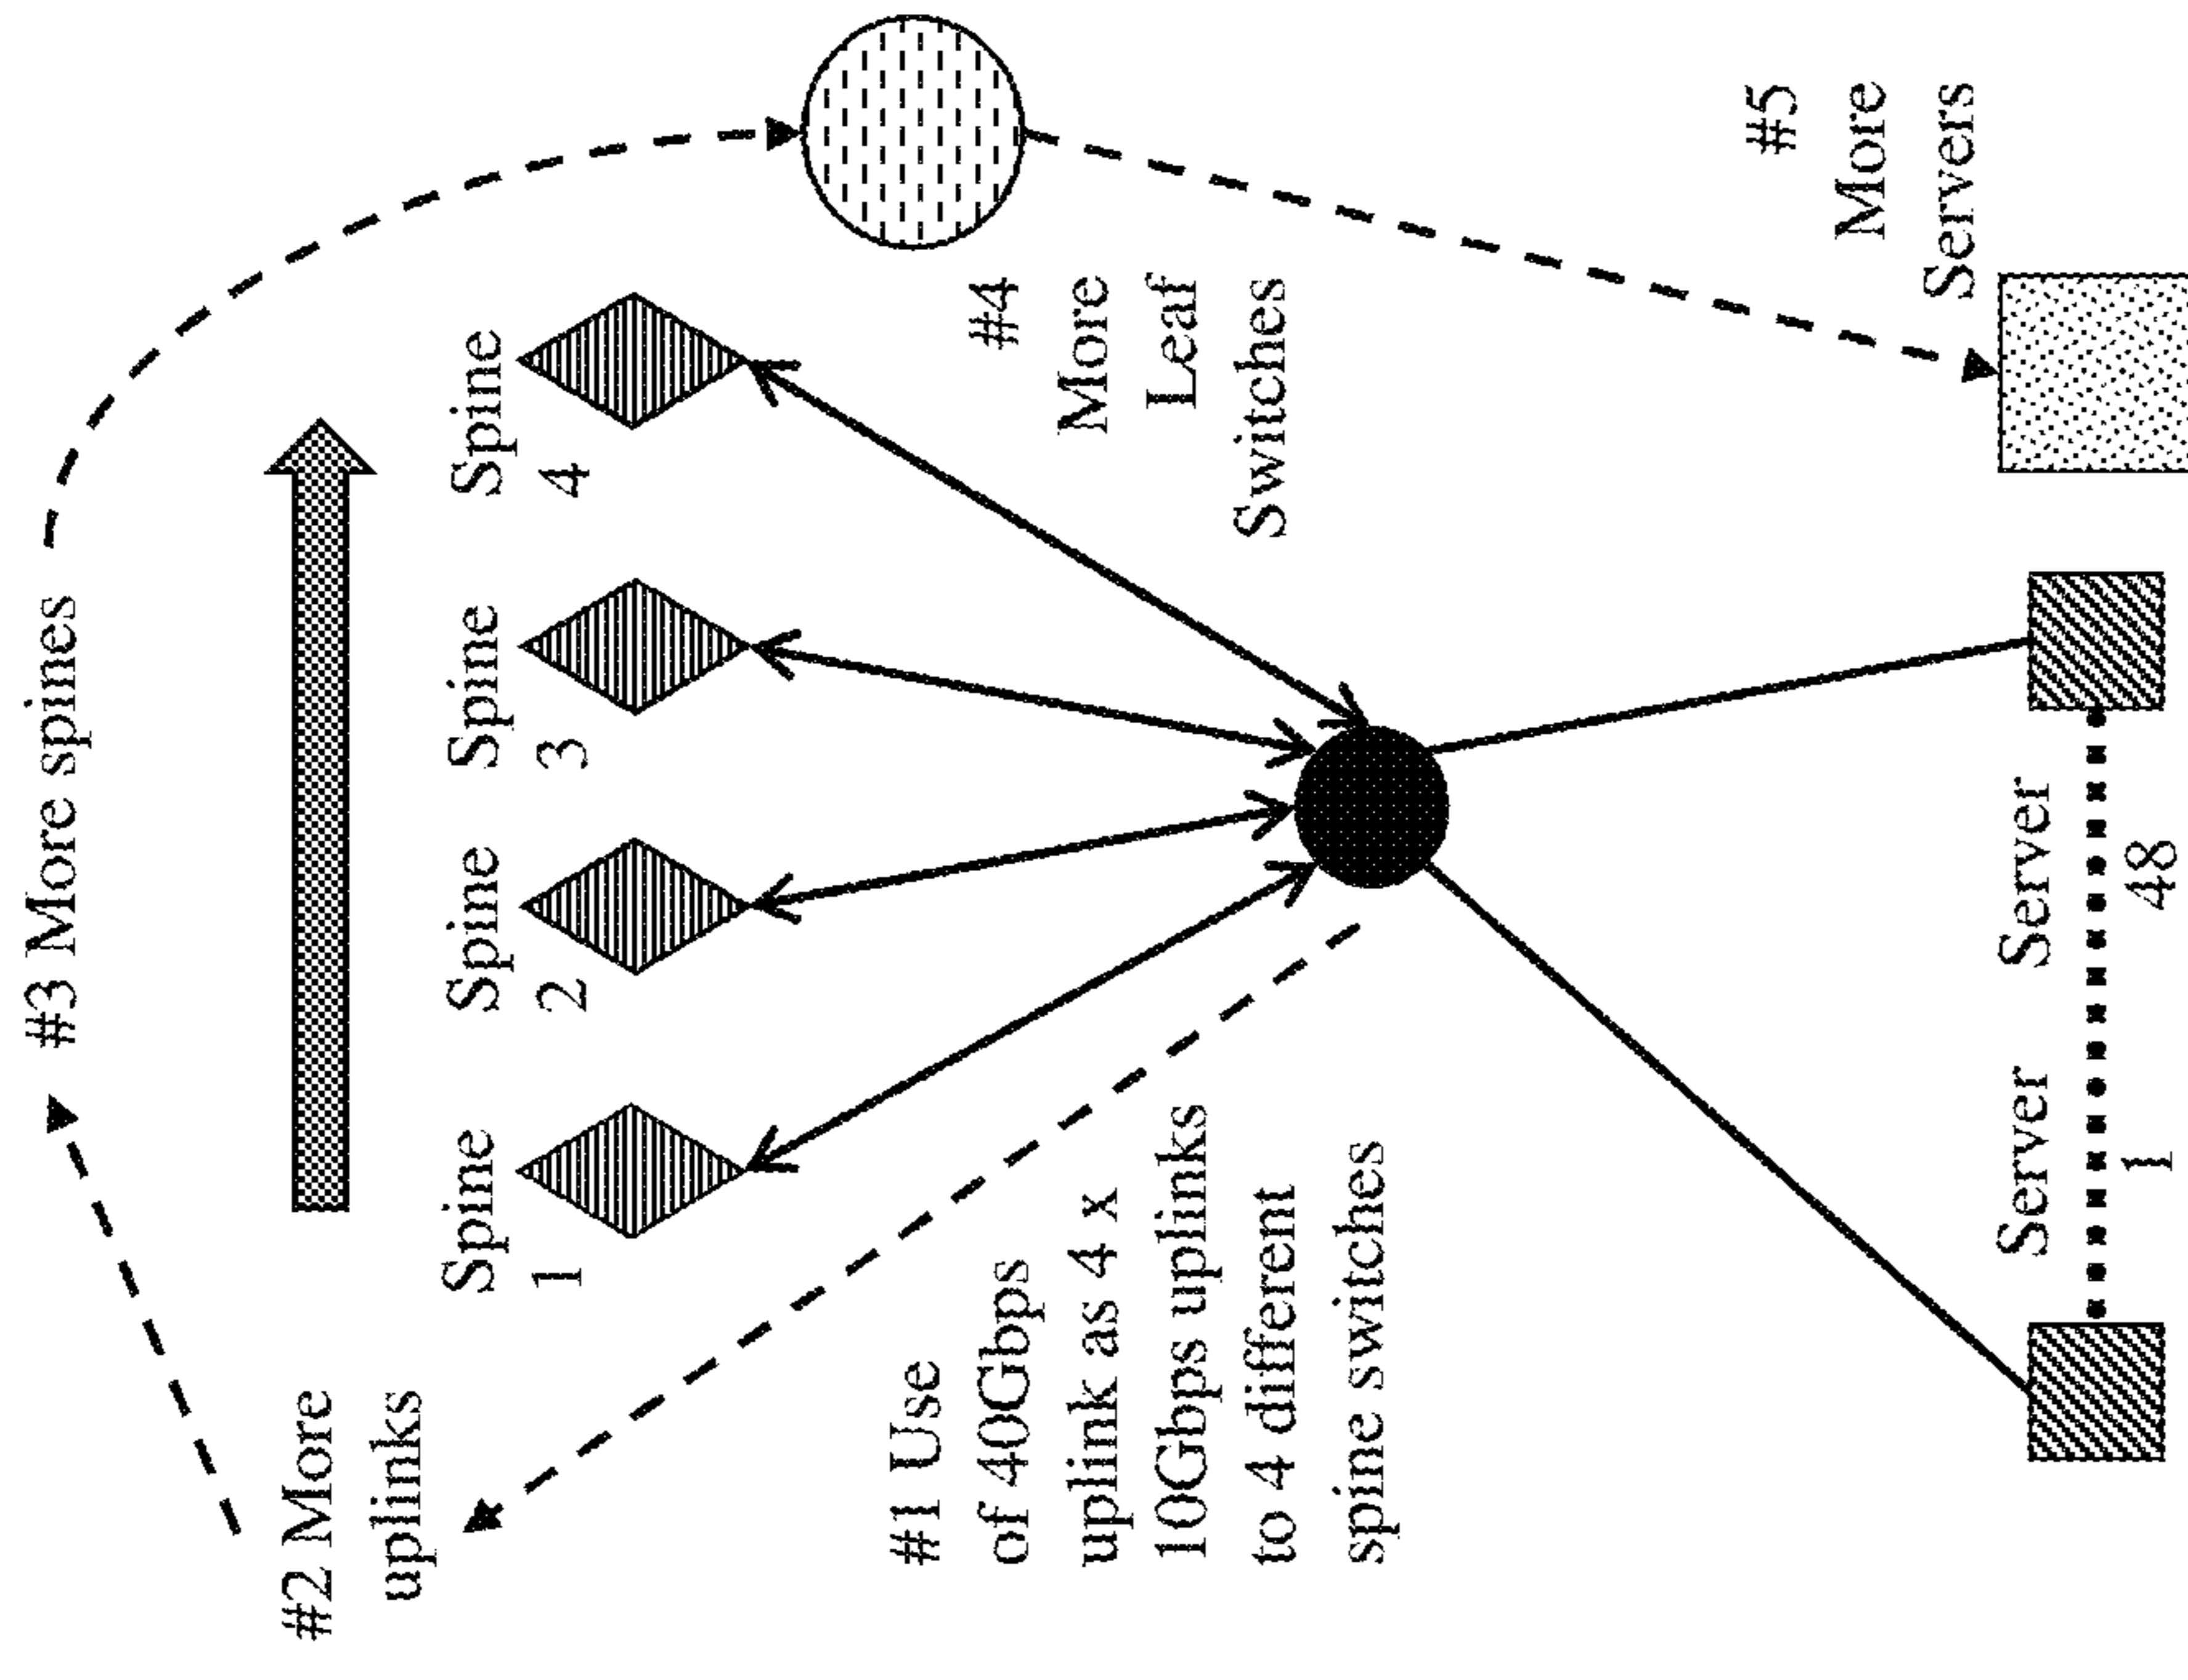 #3 More spines
#2 More
uplinks
Spine
1
Spine
2
Spine
3
Spine
4
#1 Use
of 40Gbps
uplink as 4 x
10Gbps uplinks
to 4 different
spine switches
#4
More
Leaf
Switches
#5
More
Servers
Server
1
Server
48